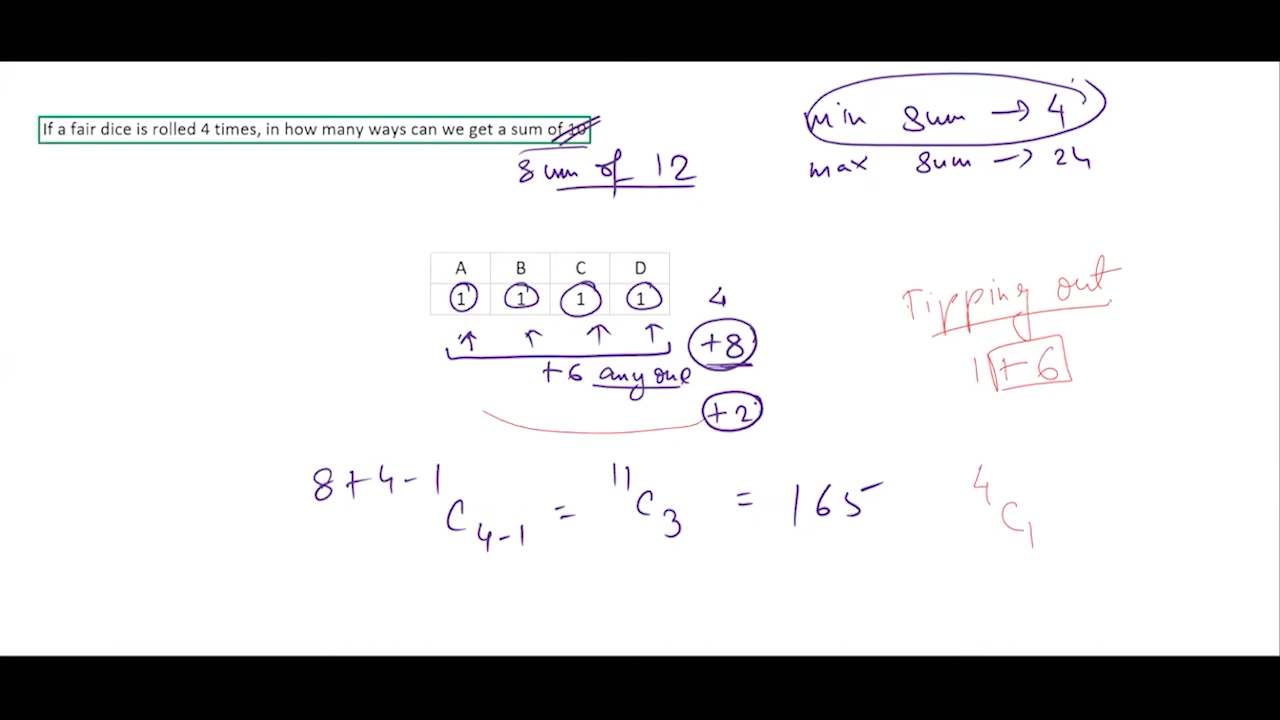 If a fair dice is rolled 4 times, in how many ways can we get a sum of 10
sum of 12
min sum → 4
max sum → 24
A B C D
1 1 1 1
4
+8
+6 any one
+2
Tipping out
1 +6
8+4-1C4-1 = 11C3 = 165
4C1